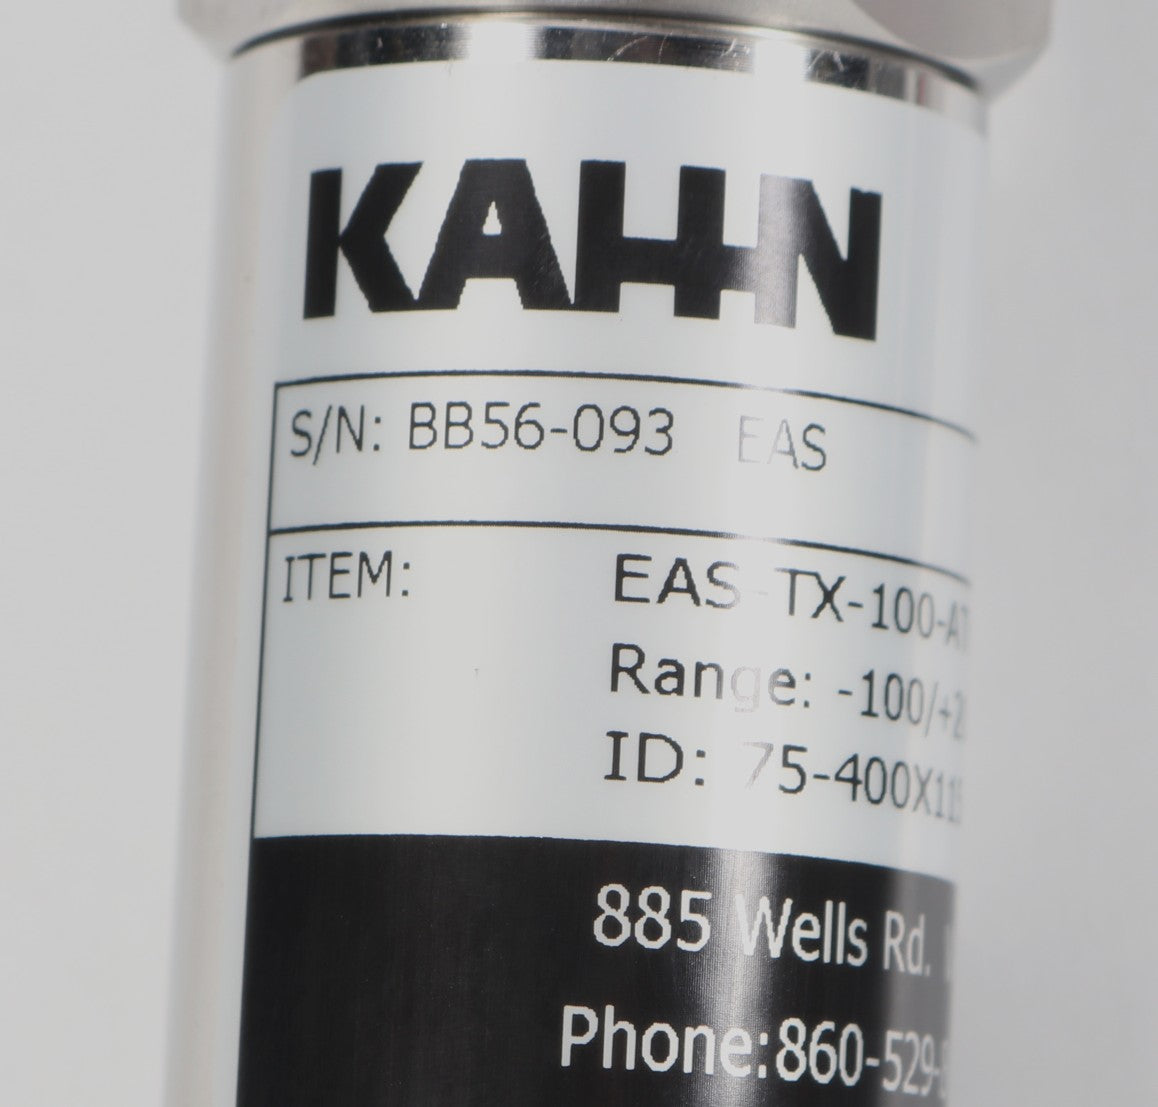 KAHN
S/N: BB56-093 EAS
ITEM: EAS-TX-100-AT
Range: -100/+2
ID: 75-400X11
885 Wells Rd.
Phone:860-529-